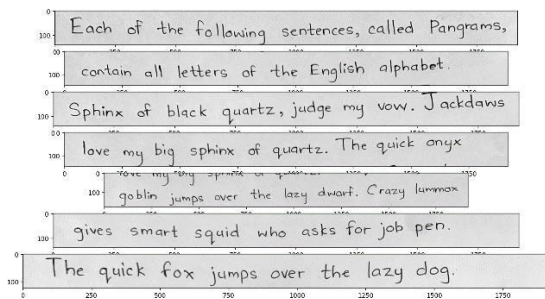 Each of the following sentences, called Pangrams,
contain all letters of the English alphabet.
Sphinx of black quartz, judge my vow. Jackdaws
love my big sphinx of quartz. The quick onyx
goblin jumps over the lazy dwarf. Crazy lummox
gives smart squid who asks for job pen.
The quick fox jumps over the lazy dog.